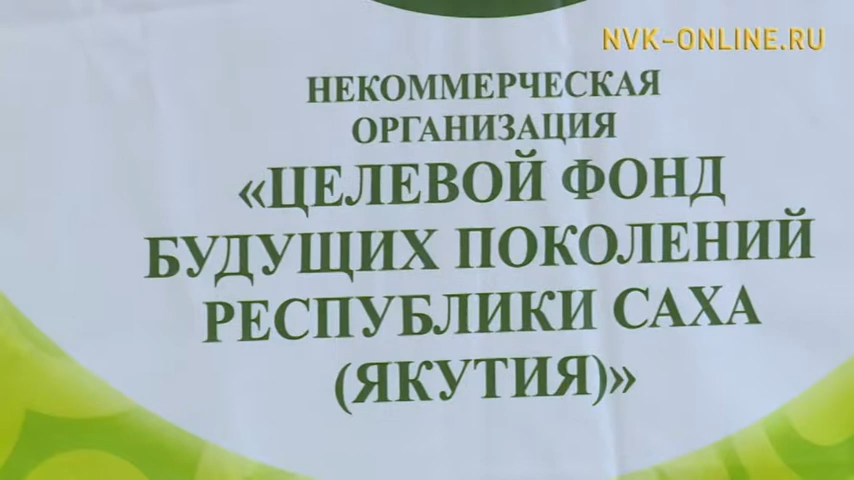 NVK-ONLINE.RU
НЕКОММЕРЧЕСКАЯ
ОРГАНИЗАЦИЯ
«ЦЕЛЕВОЙ ФОНД
БУДУЩИХ ПОКОЛЕНИЙ
РЕСПУБЛИКИ САХА
(ЯКУТИЯ)»